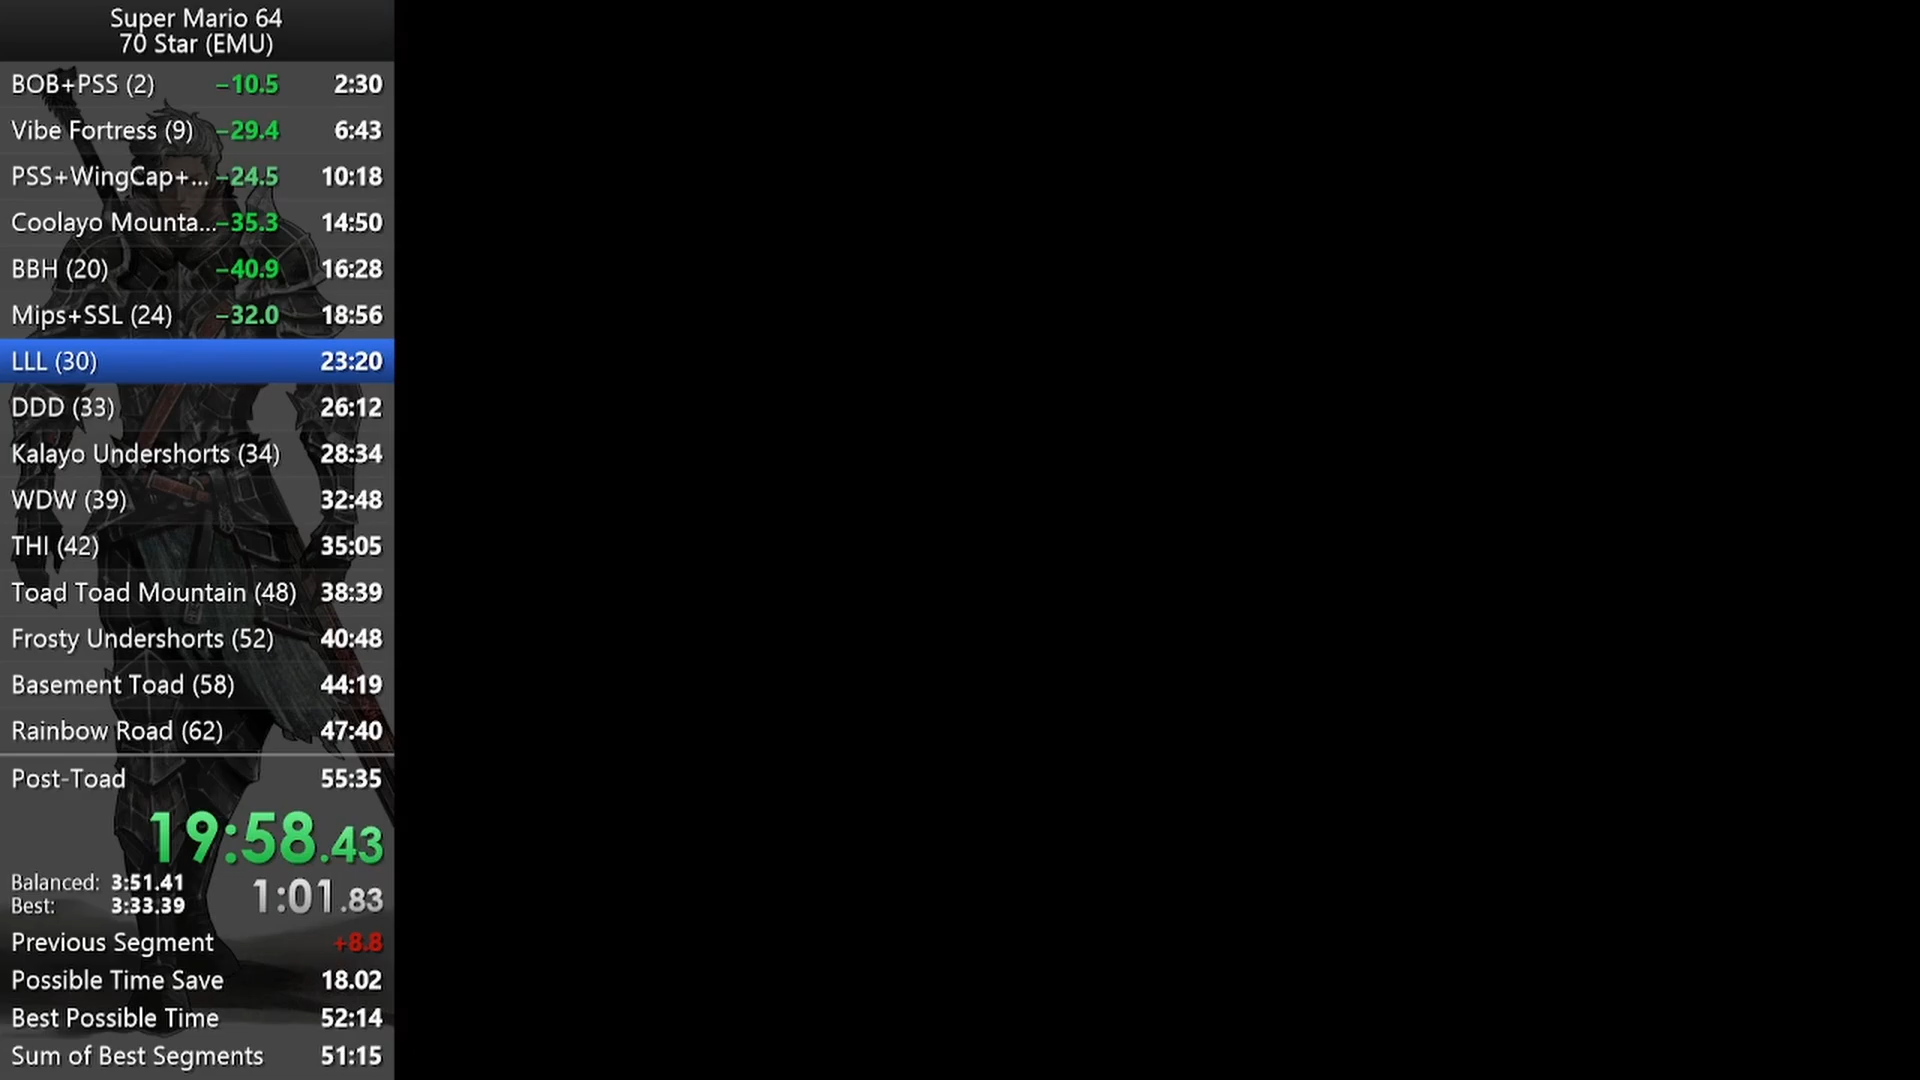 Super Mario 64
70 Star (EMU)
BOB+PSS (2) −10.5 2:30
Vibe Fortress (9) −29.4 6:43
PSS+WingCap+... −24.5 10:18
Coolayo Mounta... −35.3 14:50
BBH (20) −40.9 16:28
Mips+SSL (24) −32.0 18:56
LLL (30) 23:20
DDD (33) 26:12
Kalayo Undershorts (34) 28:34
WDW (39) 32:48
THI (42) 35:05
Toad Toad Mountain (48) 38:39
Frosty Undershorts (52) 40:48
Basement Toad (58) 44:19
Rainbow Road (62) 47:40
Post-Toad 55:35
19:58.43
Balanced: 3:51.41
Best: 3:33.39
1:01.83
Previous Segment +8.8
Possible Time Save 18.02
Best Possible Time 52:14
Sum of Best Segments 51:15